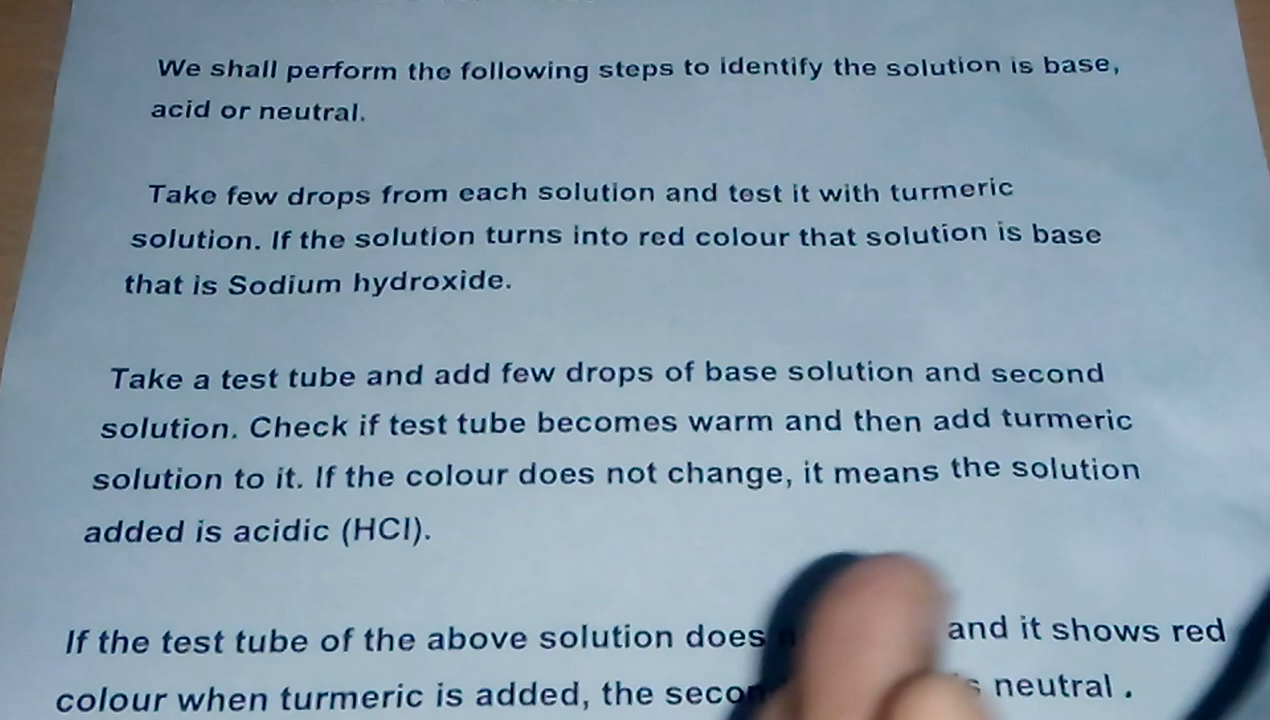 We shall perform the following steps to identify the solution is base,
acid or neutral.
Take few drops from each solution and test it with turmeric
solution. If the solution turns into red colour that solution is base
that is Sodium hydroxide.
Take a test tube and add few drops of base solution and second
solution. Check if test tube becomes warm and then add turmeric
solution to it. If the colour does not change, it means the solution
added is acidic (HCl).
If the test tube of the above solution does and it shows red
colour when turmeric is added, the neutral .